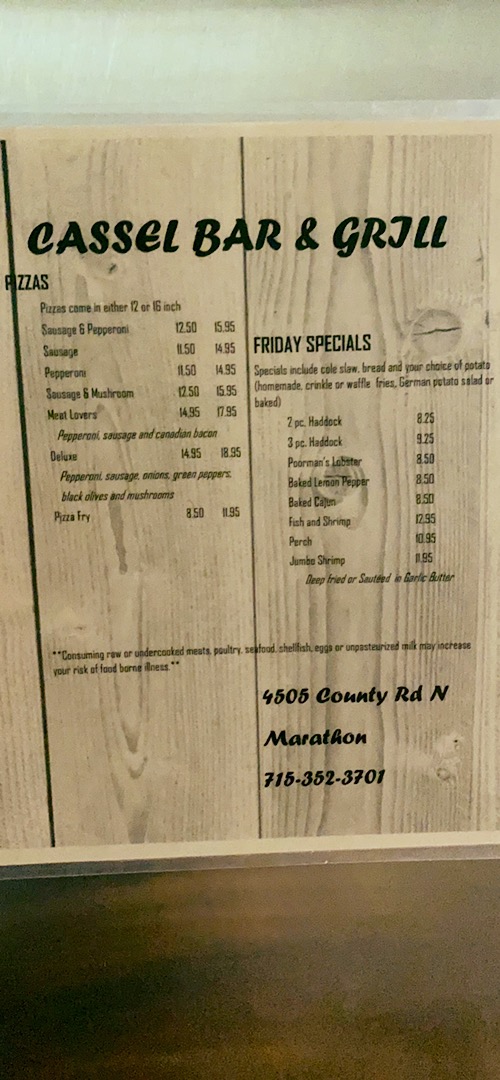 CASSEL BAR & GRILL
PIZZAS
Pizzas come in either 12 or 16 inch
Sausage & Pepperoni 12.50 15.95
Sausage 11.50 14.95
Pepperoni 11.50 14.95
Sausage & Mushroom 12.50 15.95
Meat Lovers 14.95 17.95
Pepperoni, sausage and canadian bacon
Deluxe 14.95 18.95
Pepperoni, sausage, onions, green peppers,
black olives and mushrooms
Pizza Fry 8.50 11.95
FRIDAY SPECIALS
Specials include cole slaw, bread and your choice of potato
(homemade, crinkle or waffle fries, German potato salad or
baked)
2 pc. Haddock 8.25
3 pc. Haddock 9.25
Poorman's Lobster 8.50
Baked Lemon Pepper 8.50
Baked Cajun 8.50
Fish and Shrimp 12.95
Perch 10.95
Jumbo Shrimp 11.95
Deep fried or Sautéed in Garlic Butter
**Consuming raw or undercooked meats, poultry, seafood, shellfish, eggs or unpasteurized milk may increase
your risk of food borne illness.**
4505 County Rd N
Marathon
715-352-3701